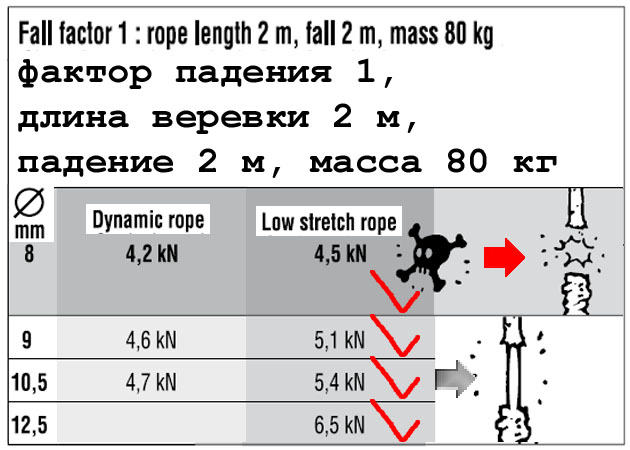 Fall factor 1 : rope length 2 m, fall 2 m, mass 80 kg
фактор падения 1,
длина веревки 2 м,
падение 2 м, масса 80 кг
Ø mm Dynamic rope Low stretch rope
8 4,2 kN 4,5 kN
9 4,6 kN 5,1 kN
10,5 4,7 kN 5,4 kN
12,5 6,5 kN